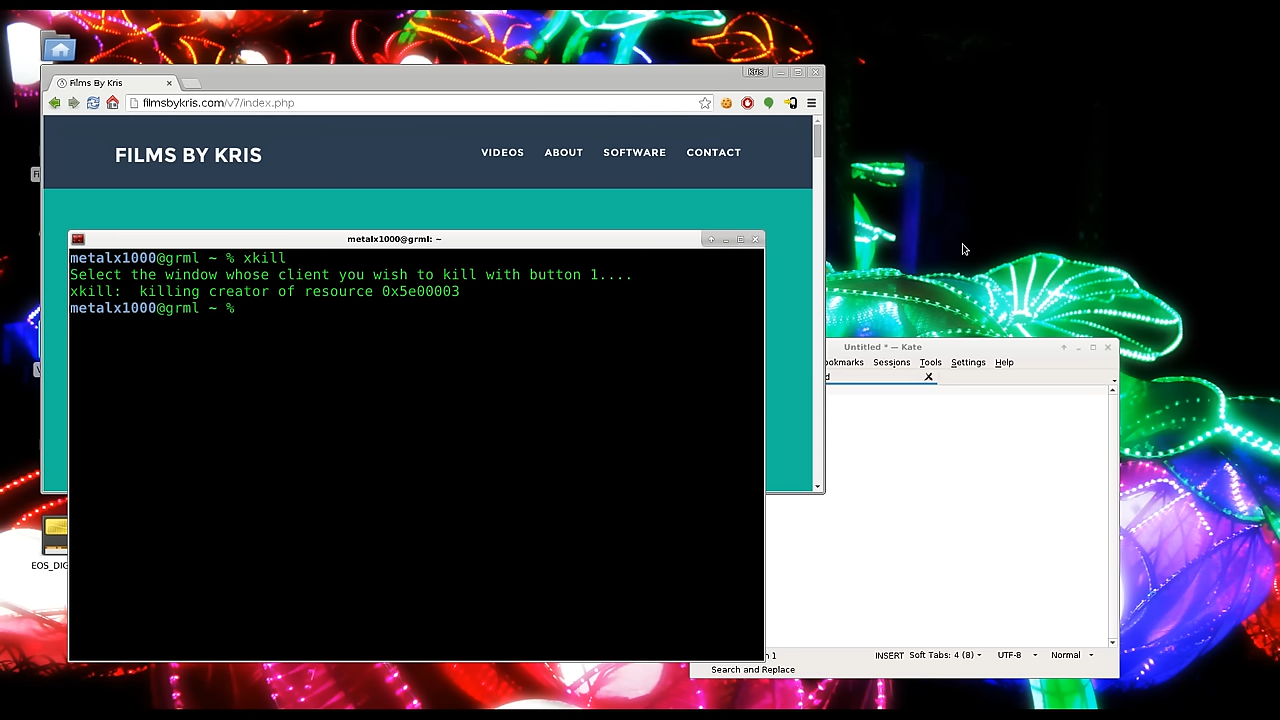 Kris
Films By Kris
filmsbykris.com/v7/index.php
FILMS BY KRIS
VIDEOS ABOUT SOFTWARE CONTACT
metalx1000@grml: ~
metalx1000@grml ~ % xkill
Select the window whose client you wish to kill with button 1....
xkill:  killing creator of resource 0x5e00003
metalx1000@grml ~ %
Untitled * — Kate
ookmarks Sessions Tools Settings Help
d
1 INSERT Soft Tabs: 4 (8) UTF-8 Normal
Search and Replace
EOS_DIG